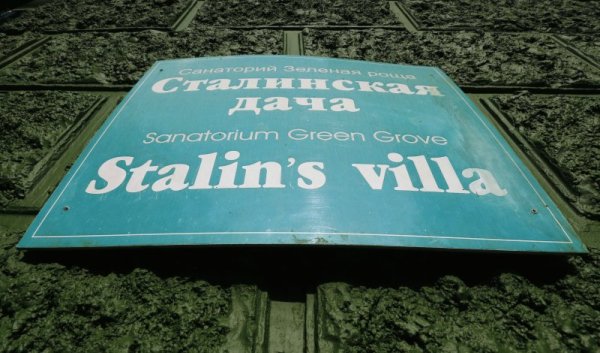 Санаторий Зеленая роща
Сталинская
дача
Sanatorium Green Grove
Stalin's villa